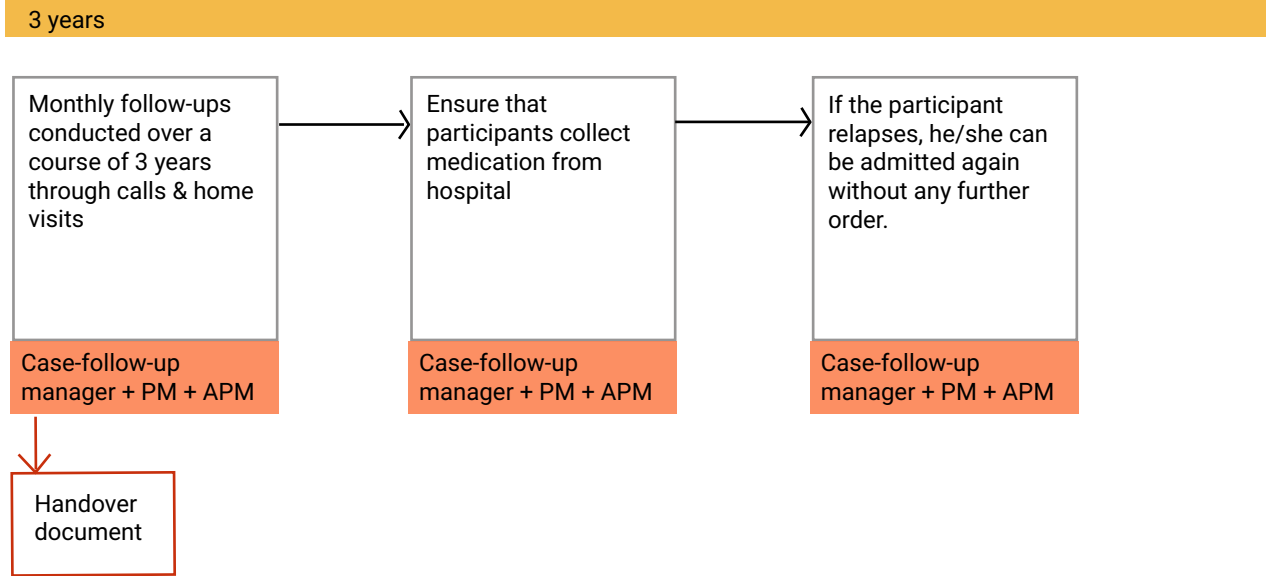 3 years
Monthly follow-ups
conducted over a
course of 3 years
through calls & home
visits
Case-follow-up
manager + PM + APM
Ensure that
participants collect
medication from
hospital
Case-follow-up
manager + PM + APM
If the participant
relapses, he/she can
be admitted again
without any further
order.
Case-follow-up
manager + PM + APM
Handover
document